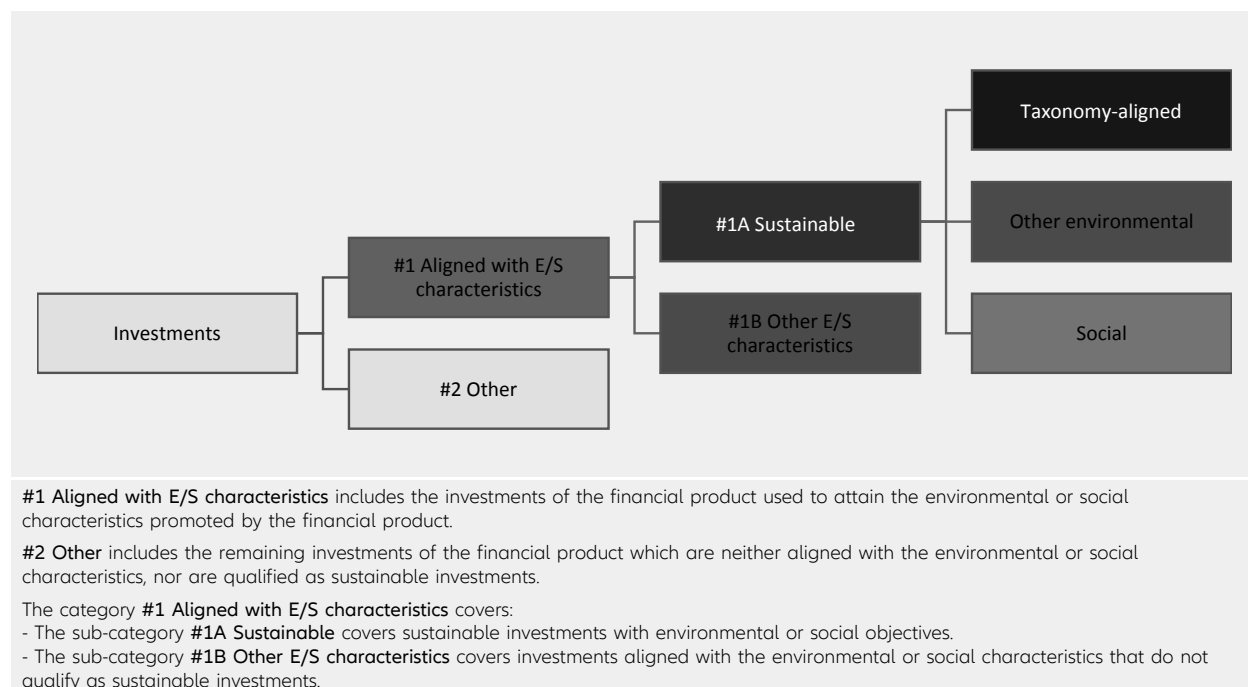 Taxonomy-aligned
#1A Sustainable
Other environmental
#1 Aligned with E/S
characteristics
Investments
#1B Other E/S
characteristics
Social
#2 Other
#1 Aligned with E/S characteristics includes the investments of the financial product used to attain the environmental or social
characteristics promoted by the financial product.
#2 Other includes the remaining investments of the financial product which are neither aligned with the environmental or social
characteristics, nor are qualified as sustainable investments.
The category #1 Aligned with E/S characteristics covers:
- The sub-category #1A Sustainable covers sustainable investments with environmental or social objectives.
- The sub-category #1B Other E/S characteristics covers investments aligned with the environmental or social characteristics that do not
qualify as sustainable investments.